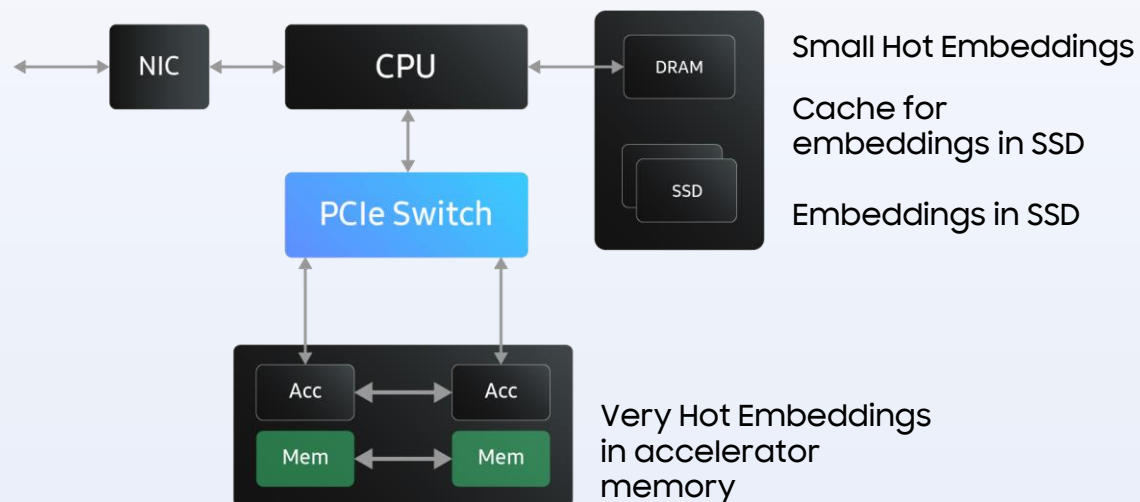 NIC
CPU
DRAM
Small Hot Embeddings
Cache for
embeddings in SSD
SSD
Embeddings in SSD
PCIe Switch
Acc
Acc
Mem
Mem
Very Hot Embeddings
in accelerator
memory